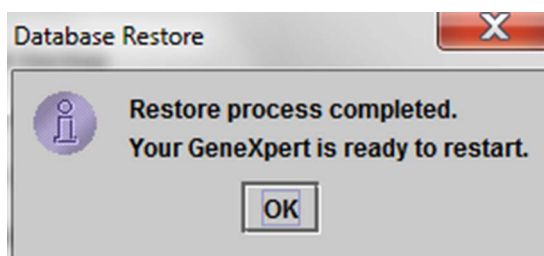 Database Restore
Restore process completed.
Your GeneXpert is ready to restart.
OK